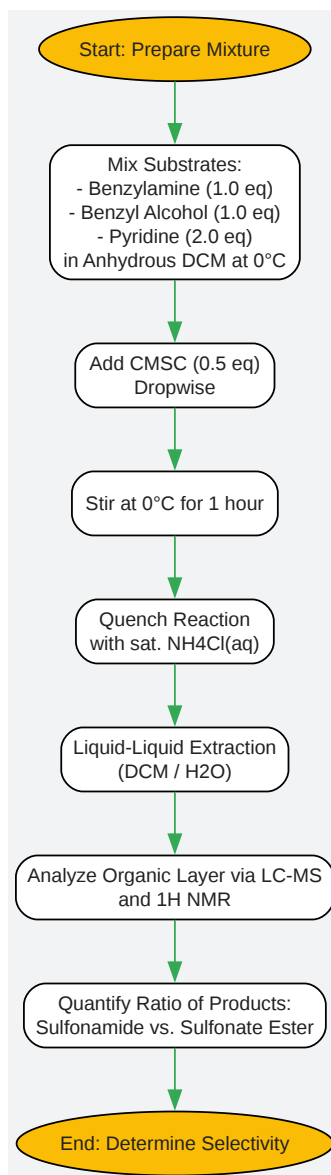 Start: Prepare Mixture
Mix Substrates:
- Benzylamine (1.0 eq)
- Benzyl Alcohol (1.0 eq)
- Pyridine (2.0 eq)
in Anhydrous DCM at 0°C
Add CMSC (0.5 eq)
Dropwise
Stir at 0°C for 1 hour
Quench Reaction
with sat. NH4Cl(aq)
Liquid-Liquid Extraction
(DCM / H2O)
Analyze Organic Layer via LC-MS
and 1H NMR
Quantify Ratio of Products:
Sulfonamide vs. Sulfonate Ester
End: Determine Selectivity